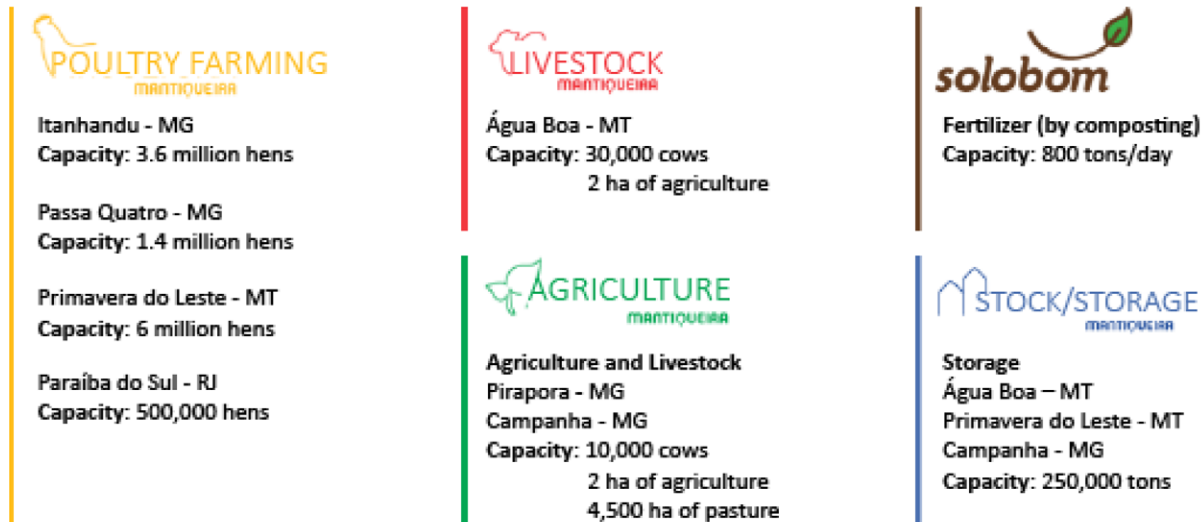 POULTRY FARMING
MANTIQUEIRA
Itanhandu - MG
Capacity: 3.6 million hens
Passa Quatro - MG
Capacity: 1.4 million hens
Primavera do Leste - MT
Capacity: 6 million hens
Paraíba do Sul - RJ
Capacity: 500,000 hens
LIVESTOCK
MANTIQUEIRA
Água Boa - MT
Capacity: 30,000 cows
2 ha of agriculture
AGRICULTURE
MANTIQUEIRA
Agriculture and Livestock
Pirapora - MG
Campanha - MG
Capacity: 10,000 cows
2 ha of agriculture
4,500 ha of pasture
solobom
Fertilizer (by composting)
Capacity: 800 tons/day
STOCK/STORAGE
MANTIQUEIRA
Storage
Água Boa – MT
Primavera do Leste - MT
Campanha - MG
Capacity: 250,000 tons